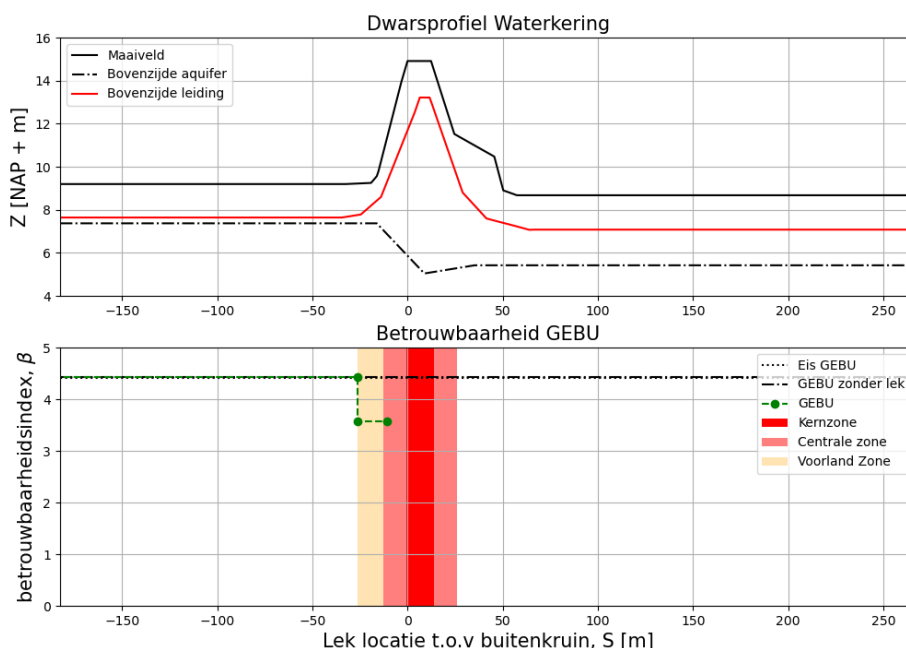 Dwarsprofiel Waterkering
Z [NAP + m]
16
14
12
10
8
6
4
Maaiveld
Bovenzijde aquifer
Bovenzijde leiding
−150
−100
−50
0
50
100
150
200
250
Betrouwbaarheid GEBU
betrouwbaarheidsindex, β
5
4
3
2
1
0
Eis GEBU
GEBU zonder lek
GEBU
Kernzone
Centrale zone
Voorland Zone
−150
−100
−50
0
50
100
150
200
250
Lek locatie t.o.v buitenkruin, S [m]